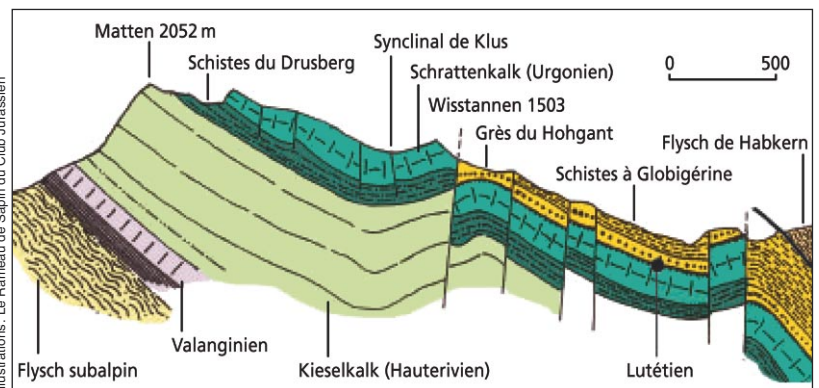 Matten 2052 m
Schistes du Drusberg
Synclinal de Klus
Schrattenkalk (Urgonien)
Wisstannen 1503
Grès du Hohgant
Schistes à Globigérine
Flysch de Habkern
0 500
Flysch subalpin
Valanginien
Kieselkalk (Hauterivien)
Lutétien
Illustrations: Le Rameau de Sapin du Club Jurassien